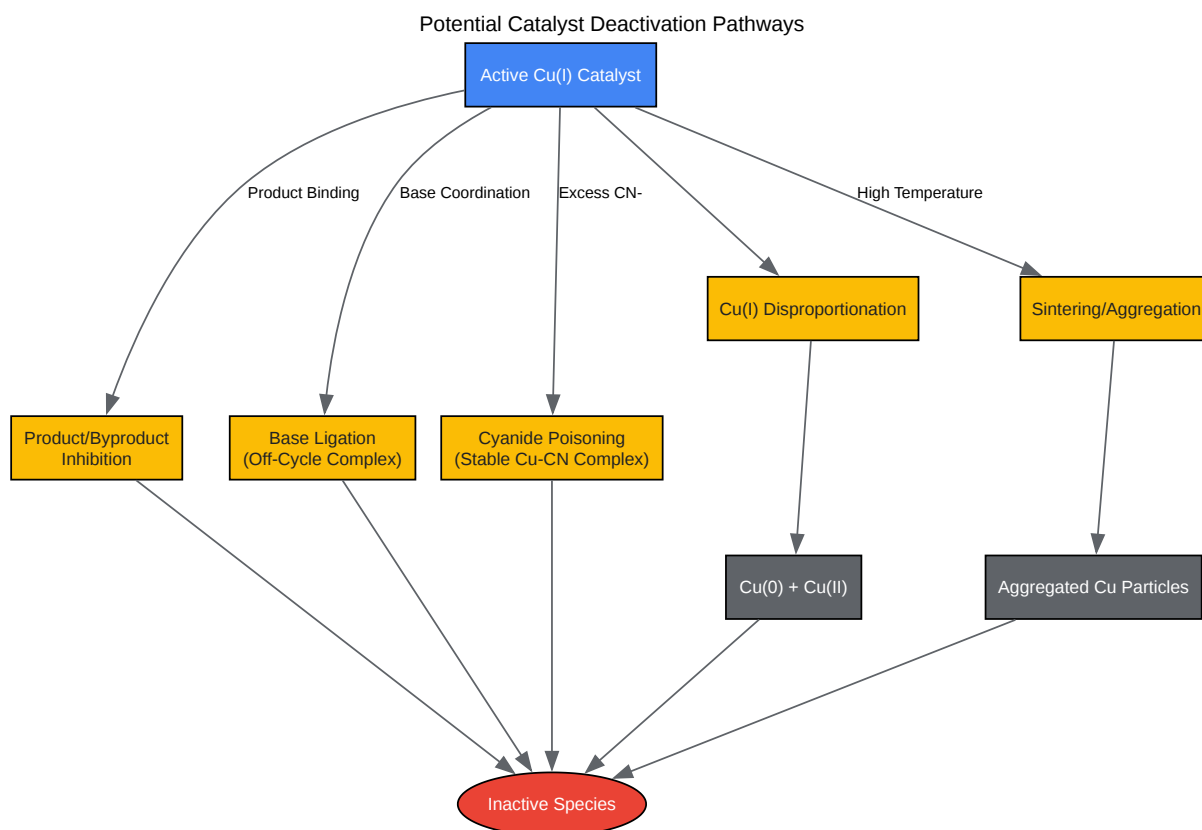 Potential Catalyst Deactivation Pathways
Active Cu(I) Catalyst
Product Binding
Base Coordination
Excess CN-
High Temperature
Cu(I) Disproportionation
Sintering/Aggregation
Product/Byproduct
Inhibition
Base Ligation
(Off-Cycle Complex)
Cyanide Poisoning
(Stable Cu-CN Complex)
Cu(0) + Cu(II)
Aggregated Cu Particles
Inactive Species